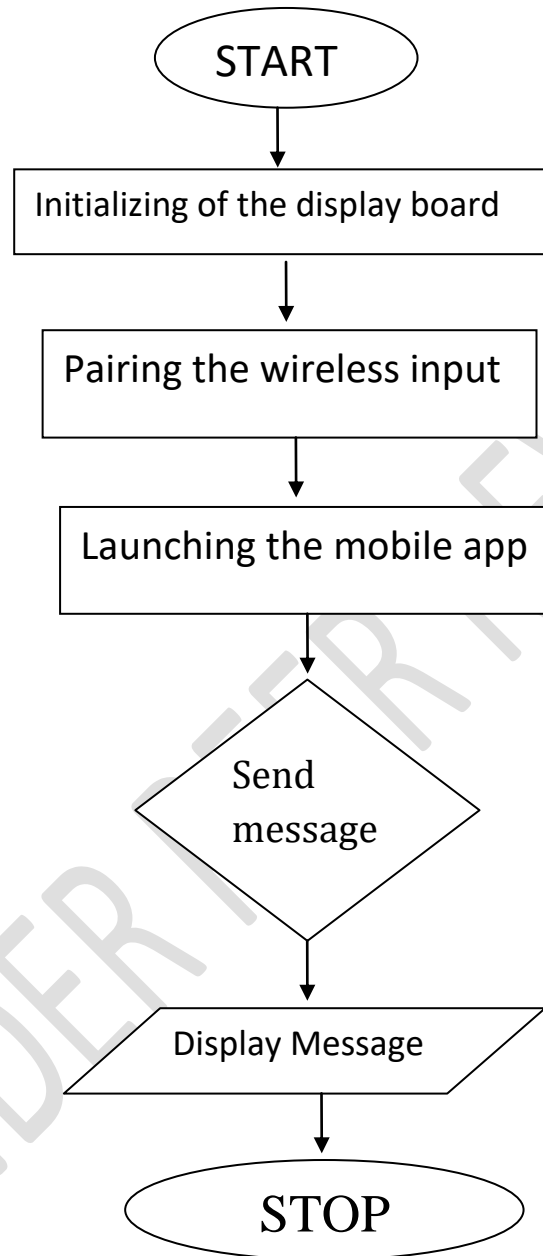 START
Initializing of the display board
Pairing the wireless input
Launching the mobile app
Send
message
Display Message
STOP